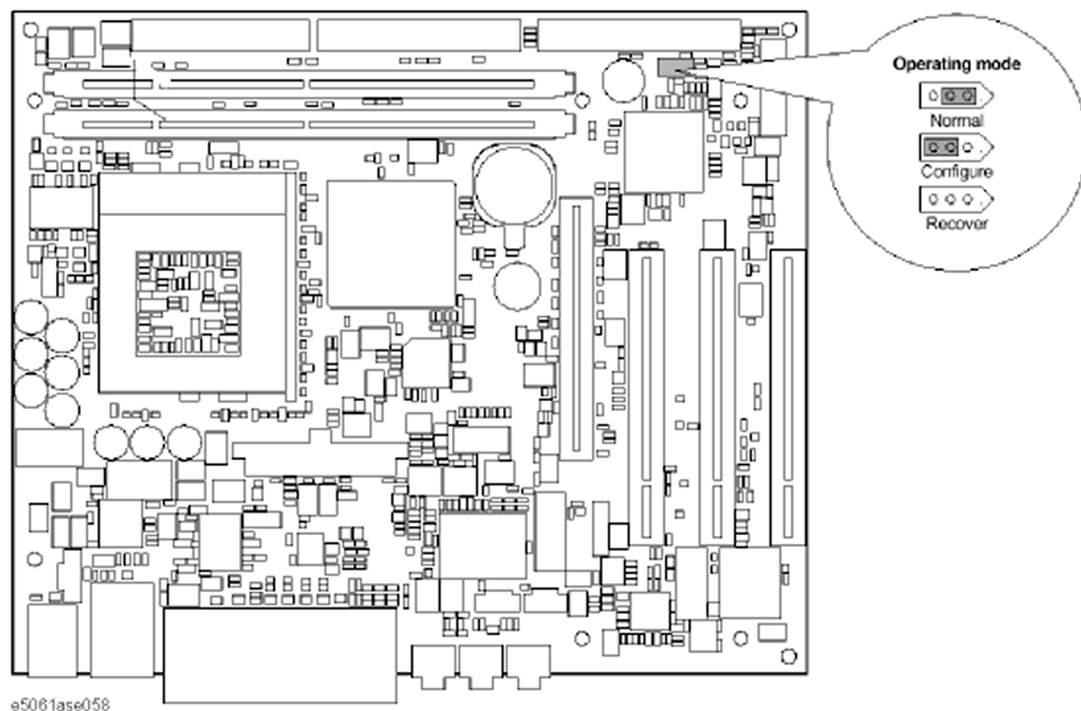 Operating mode
Normal
Configure
Recover
e5061ase058